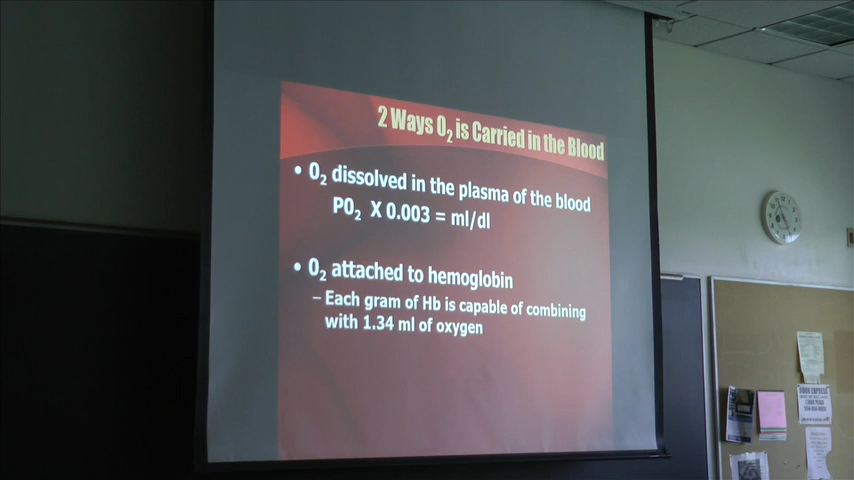 2 Ways O₂ is Carried in the Blood
• O₂ dissolved in the plasma of the blood
PO₂ X 0.003 = ml/dl
• O₂ attached to hemoglobin
– Each gram of Hb is capable of combining
with 1.34 ml of oxygen
BOOK EXPRESS